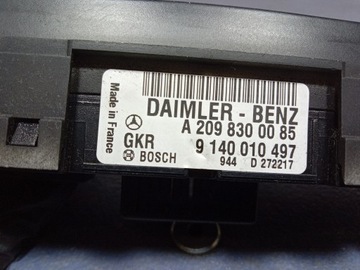 Made in France
DAIMLER - BENZ
A 209 830 00 85
GKR 9 140 010 497
BOSCH 944 D 272217